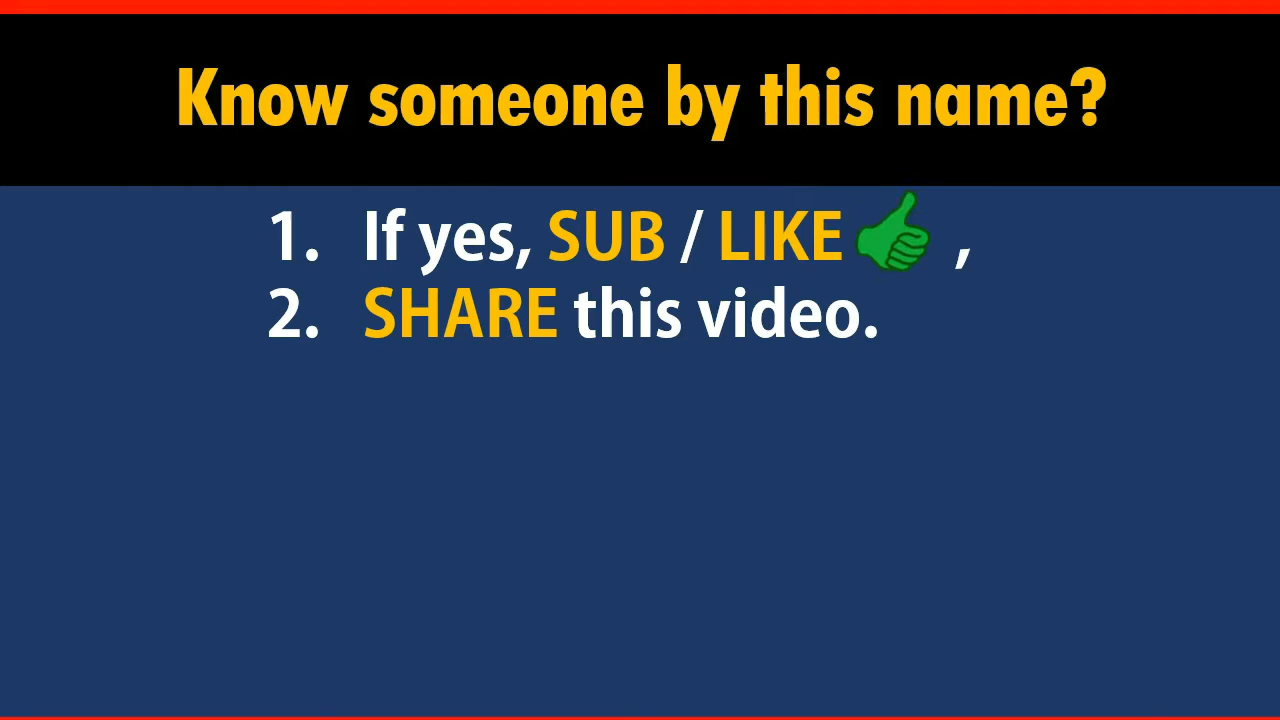 Know someone by this name?
1. If yes, SUB / LIKE ,
2. SHARE this video.